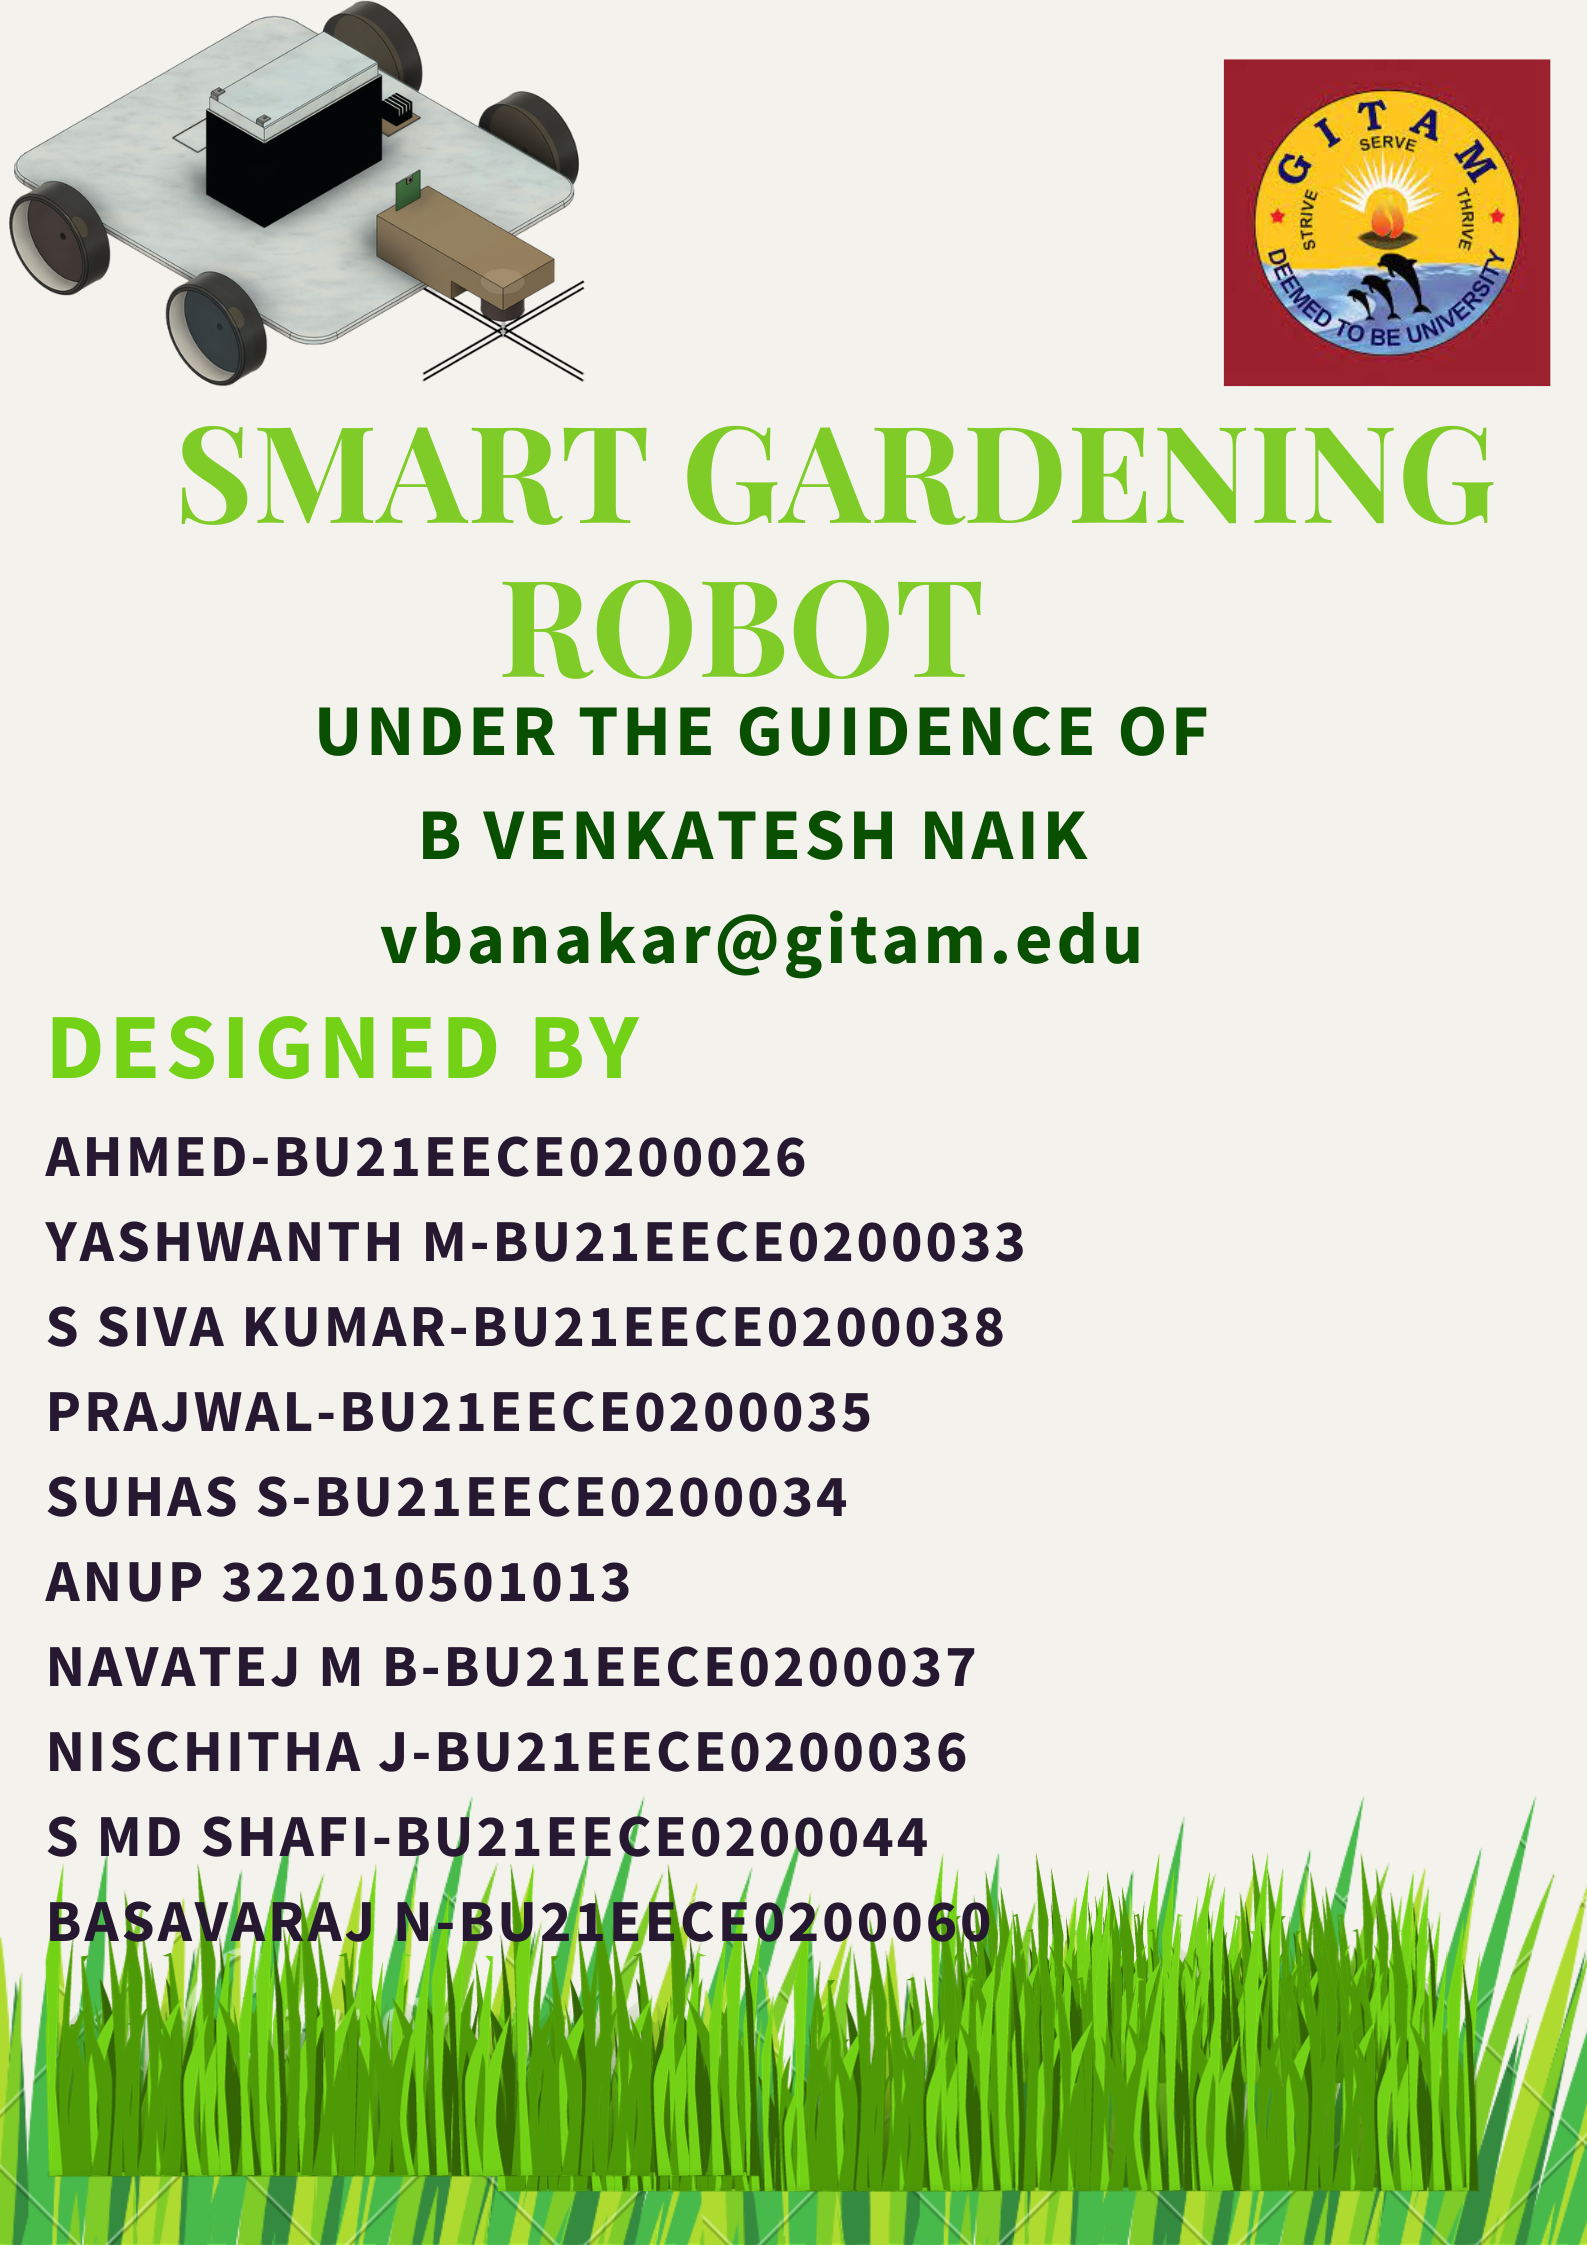 GITAM
SERVE
STRIVE
THRIVE
DEEMED TO BE UNIVERSITY
SMART GARDENING
ROBOT
UNDER THE GUIDENCE OF
B VENKATESH NAIK
vbanakar@gitam.edu
DESIGNED BY
AHMED-BU21EECE0200026
YASHWANTH M-BU21EECE0200033
S SIVA KUMAR-BU21EECE0200038
PRAJWAL-BU21EECE0200035
SUHAS S-BU21EECE0200034
ANUP 322010501013
NAVATEJ M B-BU21EECE0200037
NISCHITHA J-BU21EECE0200036
S MD SHAFI-BU21EECE0200044
BASAVARAJ N-BU21EECE0200060